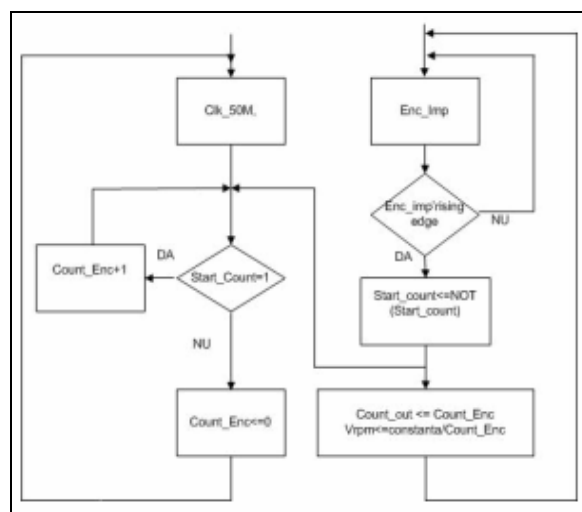 Clk_50M,
DA
Count_Enc+1
Start_Count=1
NU
Count_Enc<=0
Enc_Imp
Enc_imp'rising
edge
NU
DA
Start_count<=NOT
(Start_count)
Count_out <= Count_Enc
Vrpm<=constanta/Count_Enc